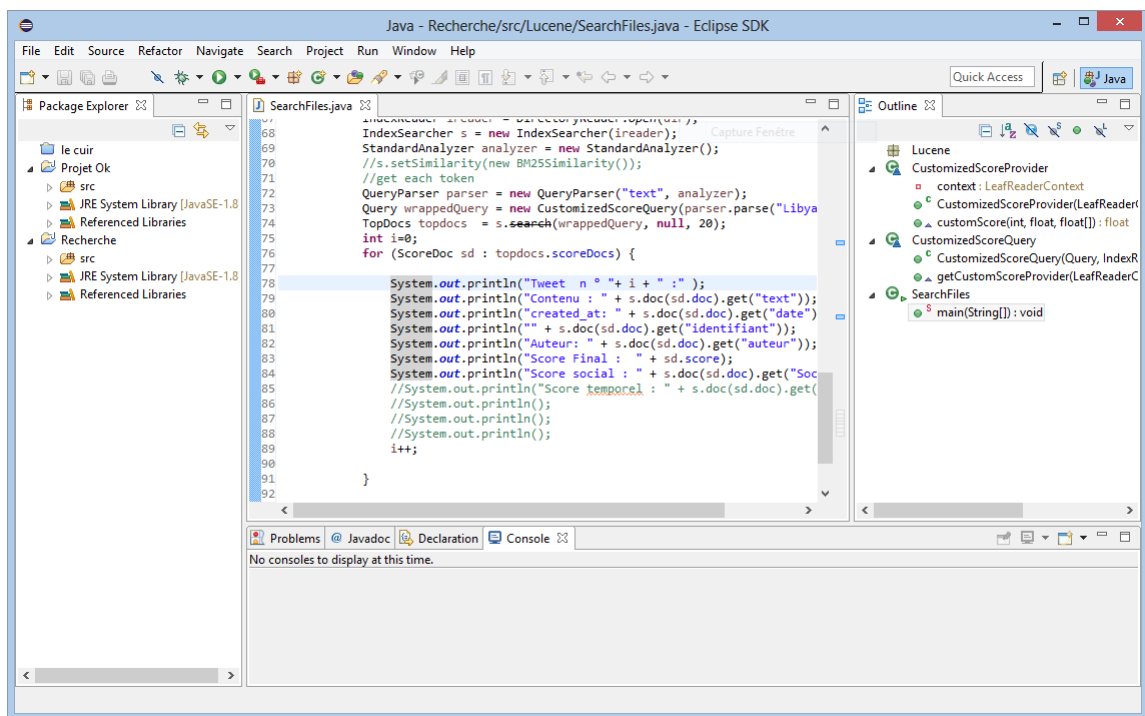 Java - Recherche/src/Lucene/SearchFiles.java - Eclipse SDK
File Edit Source Refactor Navigate Search Project Run Window Help
Quick Access
Java
Package Explorer
le cuir
Projet Ok
src
JRE System Library [JavaSE-1.8
Referenced Libraries
Recherche
src
JRE System Library [JavaSE-1.8
Referenced Libraries
SearchFiles.java
67 IndexReader ireader = DirectoryReader.open(dir);
68 IndexSearcher s = new IndexSearcher(ireader);
Capture Fenêtre
69 StandardAnalyzer analyzer = new StandardAnalyzer();
70 //s.setSimilarity(new BM25Similarity());
71 //get each token
72 QueryParser parser = new QueryParser("text", analyzer);
73 Query wrappedQuery = new CustomizedScoreQuery(parser.parse("Libya
74 TopDocs topdocs = s.search(wrappedQuery, null, 20);
75 int i=0;
76 for (ScoreDoc sd : topdocs.scoreDocs) {
77
78 System.out.println("Tweet n ° "+ i + " :" );
79 System.out.println("Contenu : " + s.doc(sd.doc).get("text"));
80 System.out.println("created_at: " + s.doc(sd.doc).get("date")
81 System.out.println("" + s.doc(sd.doc).get("identifiant"));
82 System.out.println("Auteur: " + s.doc(sd.doc).get("auteur"));
83 System.out.println("Score Final : " + sd.score);
84 System.out.println("Score social : " + s.doc(sd.doc).get("Soc
85 //System.out.println("Score temporel : " + s.doc(sd.doc).get(
86 //System.out.println();
87 //System.out.println();
88 //System.out.println();
89 i++;
90
91 }
92
Outline
Lucene
CustomizedScoreProvider
context : LeafReaderContext
CustomizedScoreProvider(LeafReader
customScore(int, float, float[]) : float
CustomizedScoreQuery
CustomizedScoreQuery(Query, IndexR
getCustomScoreProvider(LeafReaderC
SearchFiles
main(String[]) : void
Problems @ Javadoc Declaration Console
No consoles to display at this time.